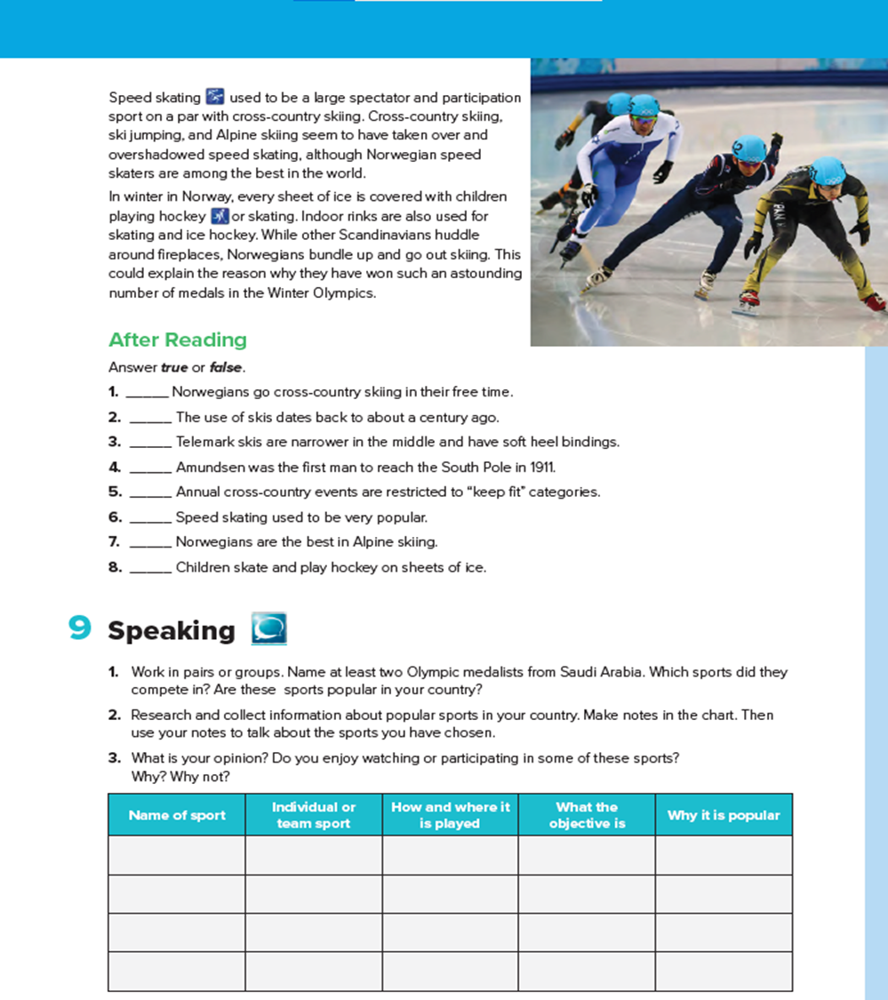 Speed skating used to be a large spectator and participation
sport on a par with cross-country skiing. Cross-country skiing,
ski jumping, and Alpine skiing seem to have taken over and
overshadowed speed skating, although Norwegian speed
skaters are among the best in the world.
In winter in Norway, every sheet of ice is covered with children
playing hockey or skating. Indoor rinks are also used for
skating and ice hockey. While other Scandinavians huddle
around fireplaces, Norwegians bundle up and go out skiing. This
could explain the reason why they have won such an astounding
number of medals in the Winter Olympics.
After Reading
Answer true or false.
1. _____ Norwegians go cross-country skiing in their free time.
2. _____ The use of skis dates back to about a century ago.
3. _____ Telemark skis are narrower in the middle and have soft heel bindings.
4. _____ Amundsen was the first man to reach the South Pole in 1911.
5. _____ Annual cross-country events are restricted to “keep fit” categories.
6. _____ Speed skating used to be very popular.
7. _____ Norwegians are the best in Alpine skiing.
8. _____ Children skate and play hockey on sheets of ice.
9 Speaking
1. Work in pairs or groups. Name at least two Olympic medalists from Saudi Arabia. Which sports did they
compete in? Are these sports popular in your country?
2. Research and collect information about popular sports in your country. Make notes in the chart. Then
use your notes to talk about the sports you have chosen.
3. What is your opinion? Do you enjoy watching or participating in some of these sports?
Why? Why not?
Name of sport
Individual or
team sport
How and where it
is played
What the
objective is
Why it is popular